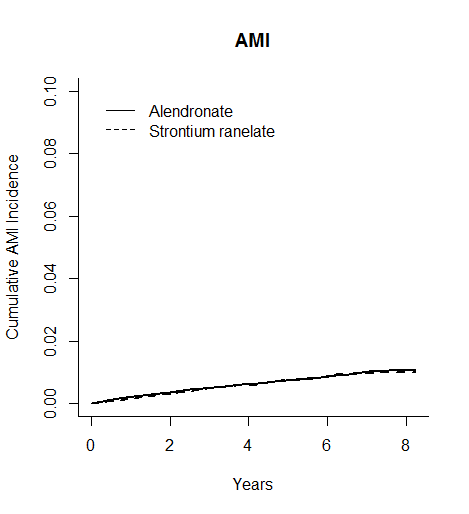 AMI
Alendronate
Strontium ranelate
Cumulative AMI Incidence
0.10
0.08
0.06
0.04
0.02
0.00
0 2 4 6 8
Years